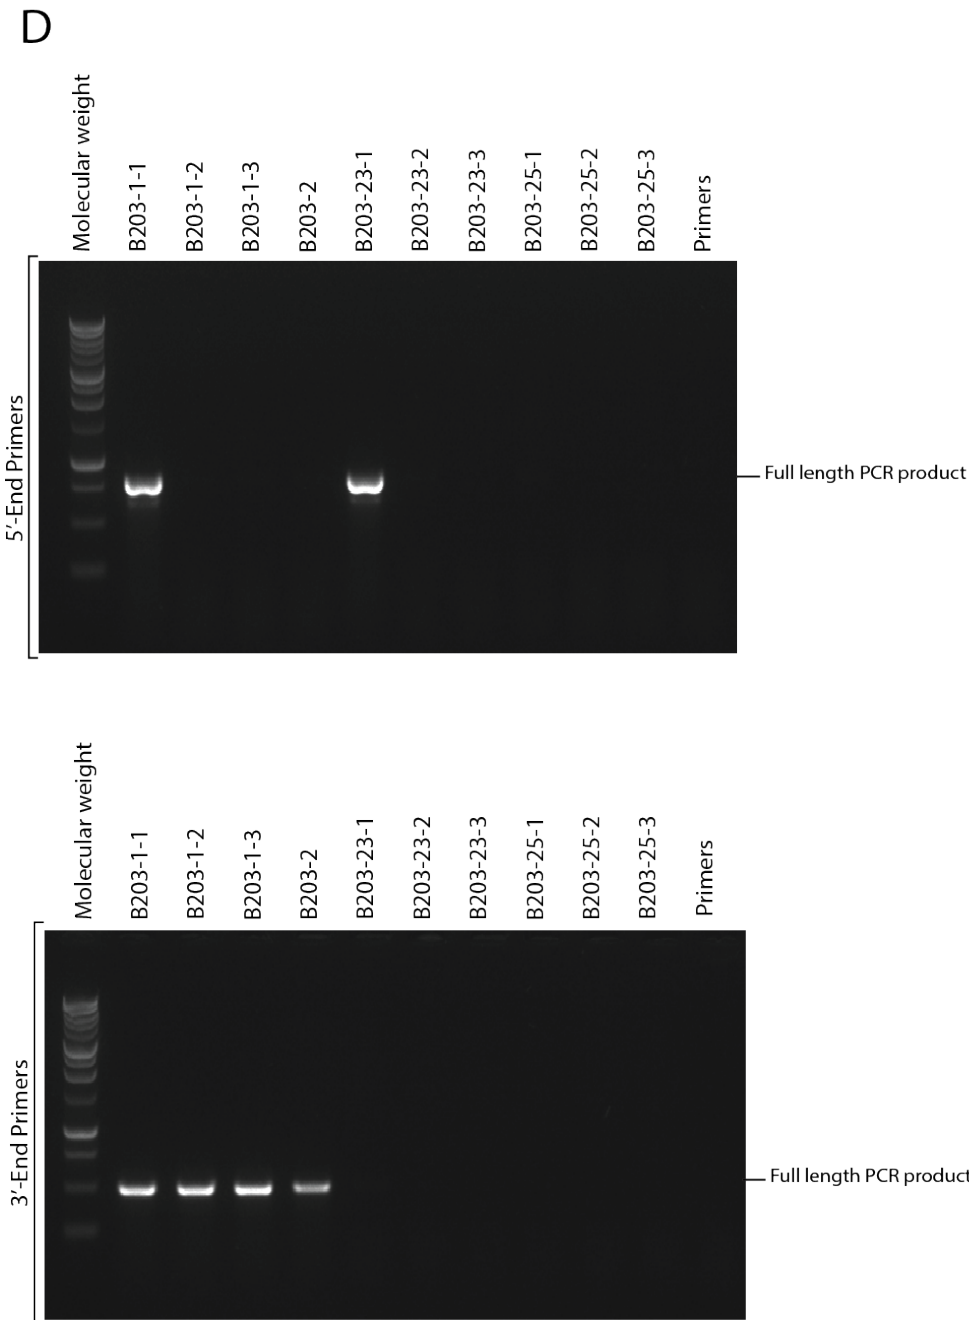 D
Molecular weight
B203-1-1
B203-1-2
B203-1-3
B203-2
B203-23-1
B203-23-2
B203-23-3
B203-25-1
B203-25-2
B203-25-3
Primers
5′-End Primers
Full length PCR product
Molecular weight
B203-1-1
B203-1-2
B203-1-3
B203-2
B203-23-1
B203-23-2
B203-23-3
B203-25-1
B203-25-2
B203-25-3
Primers
3′-End Primers
Full length PCR product